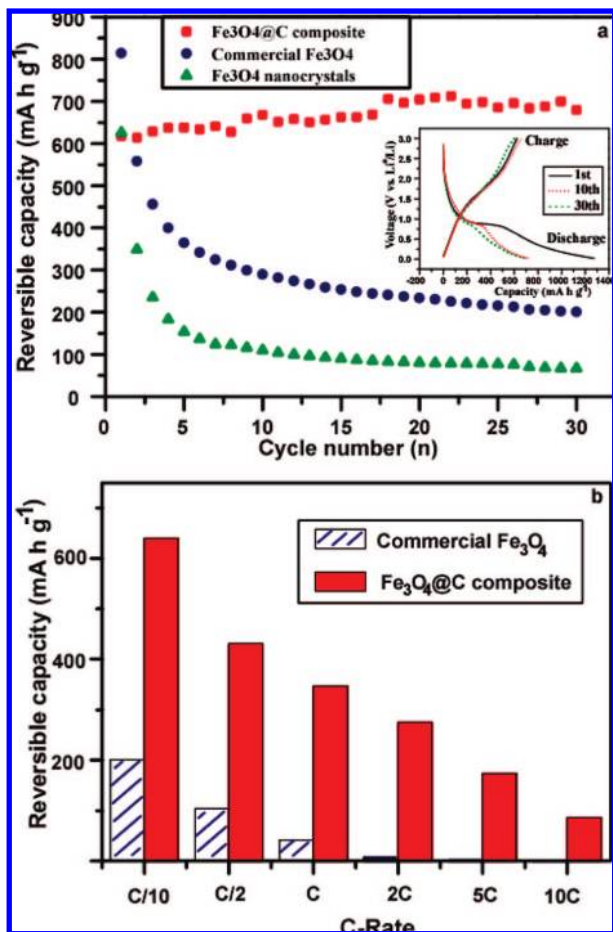 a
Fe3O4@C composite
Commercial Fe3O4
Fe3O4 nanocrystals
Reversible capacity (mA h g⁻¹)
900
800
700
600
500
400
300
200
100
0
0 5 10 15 20 25 30
Cycle number (n)
Voltage (V vs. Li⁺/Li)
3.0
2.5
2.0
1.5
1.0
0.5
0.0
Charge
1st
10th
30th
Discharge
-200 0 200 400 600 800 1000 1400
Capacity (mA h g⁻¹)
b
Commercial Fe₃O₄
Fe₃O₄@C composite
Reversible capacity (mA h g⁻¹)
600
400
200
C/10 C/2 C 2C 5C 10C
C-Rate